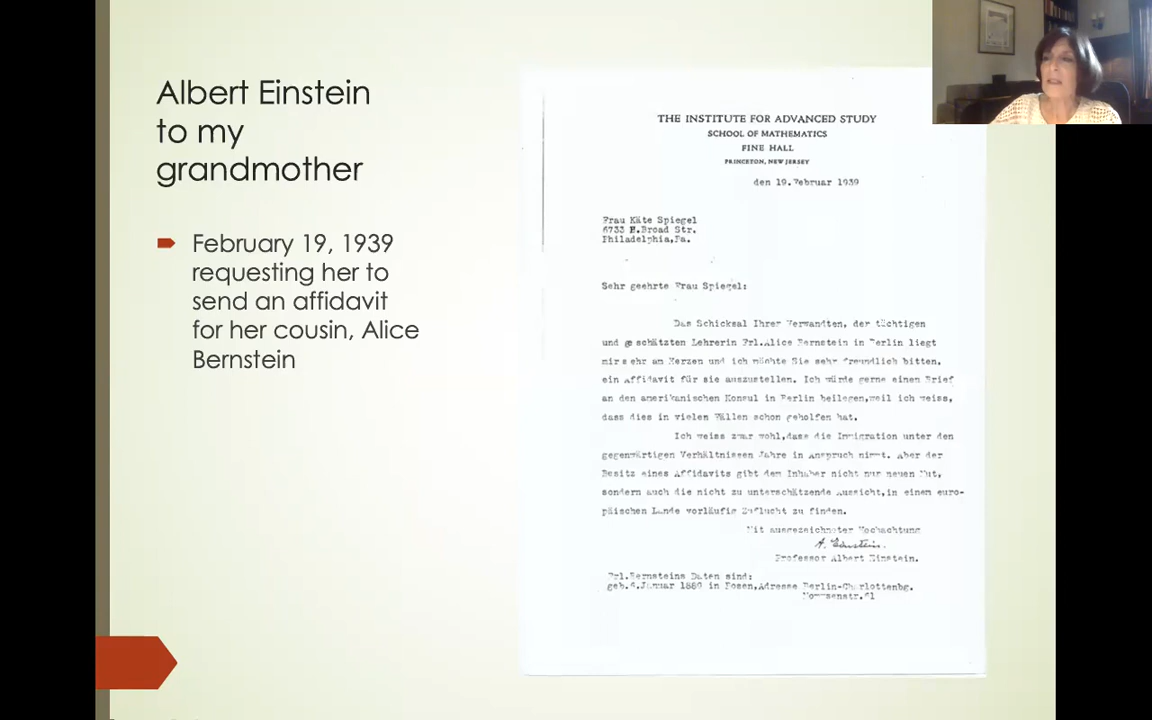 Albert Einstein
to my
grandmother
February 19, 1939
requesting her to
send an affidavit
for her cousin, Alice
Bernstein
THE INSTITUTE FOR ADVANCED STUDY
SCHOOL OF MATHEMATICS
FINE HALL
PRINCETON, NEW JERSEY
den 19.Februar 1939
Frau Käte Spiegel
6733 N.Broad Str.
Philadelphia,Pa.
Sehr geehrte Frau Spiegel:
Das Schicksal Ihrer Verwandten, der tüchtigen
und geschätzten Lehrerin Frl.Alice Bernstein in Berlin liegt
mir sehr am Herzen und ich möchte Sie sehr freundlich bitten,
ein Affidavit für sie auszustellen. Ich würde gerne einen Brief
an den amerikanischen Konsul in Berlin beilegen,weil ich weiss,
dass dies in vielen Fällen schon geholfen hat.
Ich weiss zwar wohl,dass die Immigration unter den
gegenwärtigen Verhältnissen Jahre in Anspruch nimmt. Aber der
Besitz eines Affidavits gibt dem Inhaber nicht nur neuen Mut,
sondern auch die nicht zu unterschätzende Aussicht,in einem euro-
päischen Lande vorläufig Zuflucht zu finden.
Mit ausgezeichneter Hochachtung
A. Einstein.
Professor Albert Einstein.
Frl.Bernsteins Daten sind:
geb.6.Januar 1880 in Posen,Adresse Berlin-Charlottenbg.